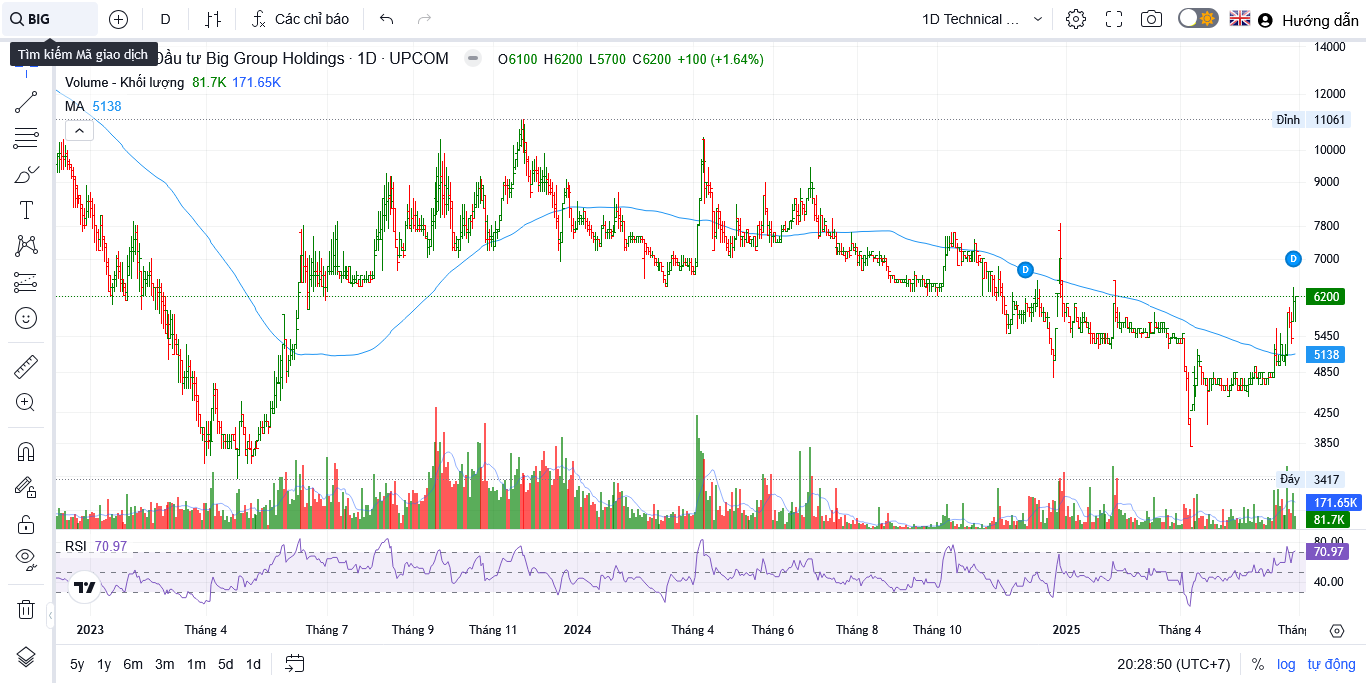 BIG
D
Các chỉ báo
1D Technical ...
Hướng dẫn
Tìm kiếm Mã giao dịch
Đầu tư Big Group Holdings · 1D · UPCOM
O6100 H6200 L5700 C6200 +100 (+1.64%)
Volume - Khối lượng 81.7K 171.65K
MA 5138
14000
12000
Đỉnh 11061
10000
9000
7800
7000
D
D
6200
5450
5138
4850
4250
3850
Đáy 3417
171.65K
81.7K
RSI 70.97
80.00
70.97
40.00
2023 Tháng 4 Tháng 7 Tháng 9 Tháng 11 2024 Tháng 4 Tháng 6 Tháng 8 Tháng 10 2025 Tháng 4 Tháng
5y 1y 6m 3m 1m 5d 1d
20:28:50 (UTC+7) % log tự động